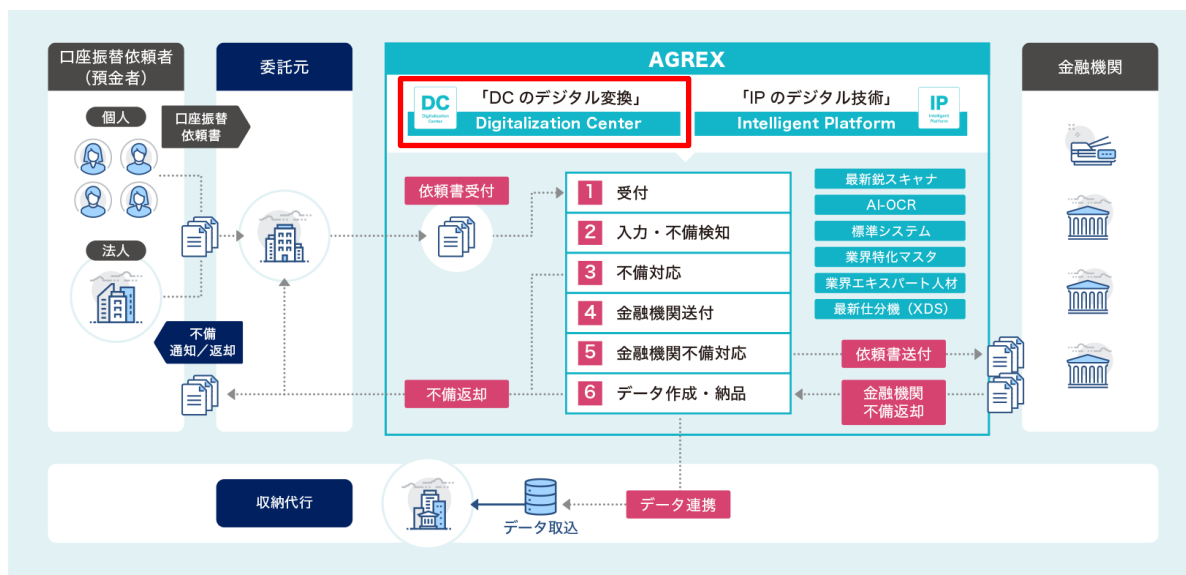 口座振替依頼者
(預金者)
委託元
AGREX
金融機関
DC
Digitalization
Center
「DC のデジタル変換」
Digitalization Center
「IP のデジタル技術」
Intelligent Platform
IP
Intelligent
Platform
個人
口座振替
依頼書
法人
不備
通知／返却
依頼書受付
1 受付
2 入力・不備検知
3 不備対応
4 金融機関送付
5 金融機関不備対応
6 データ作成・納品
最新鋭スキャナ
AI-OCR
標準システム
業界特化マスタ
業界エキスパート人材
最新仕分機（XDS）
依頼書送付
不備返却
金融機関
不備返却
収納代行
データ取込
データ連携